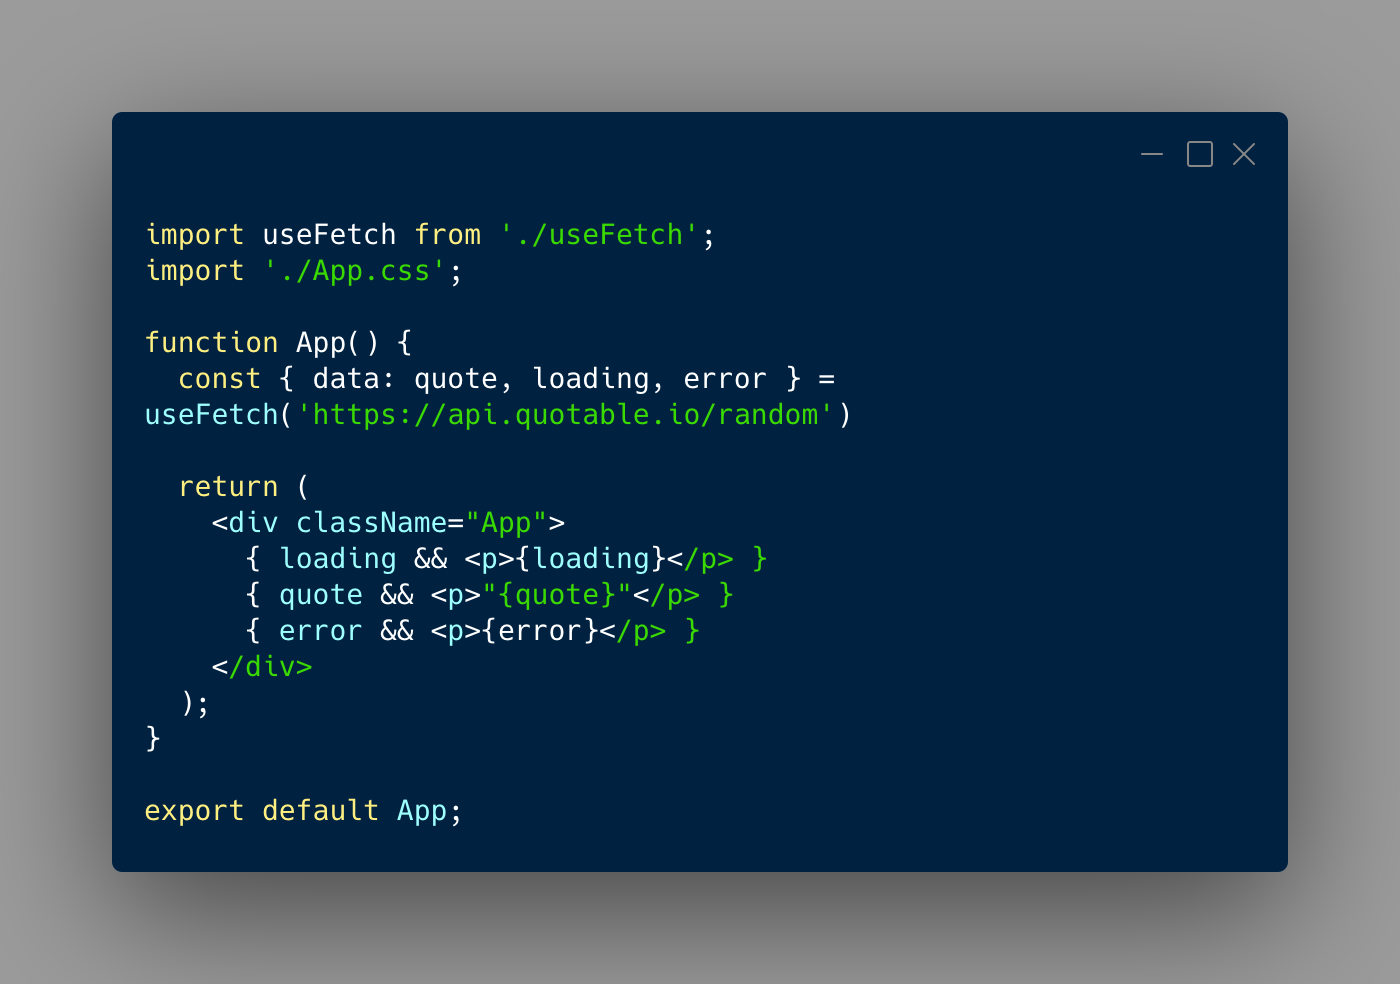 import useFetch from './useFetch';
import './App.css';

function App() {
  const { data: quote, loading, error } =
useFetch('https://api.quotable.io/random')

  return (
    <div className="App">
      { loading && <p>{loading}</p> }
      { quote && <p>"{quote}"</p> }
      { error && <p>{error}</p> }
    </div>
  );
}

export default App;